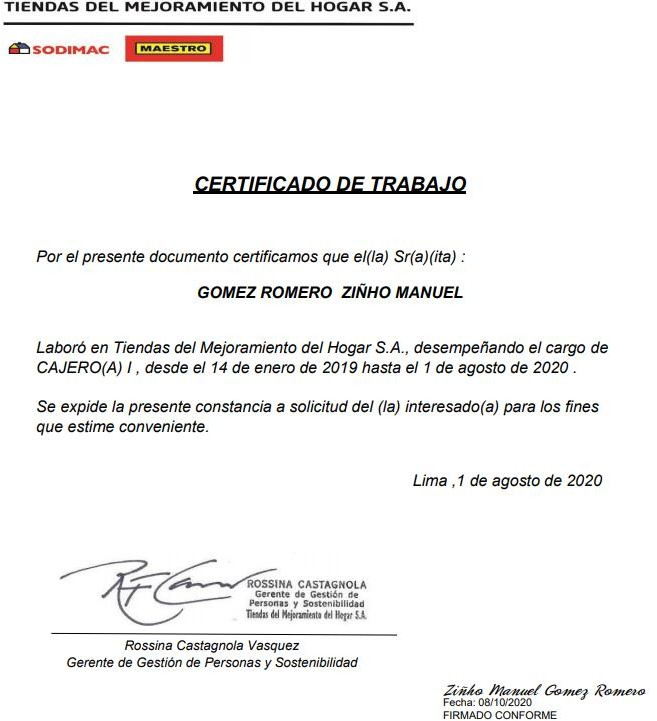 TIENDAS DEL MEJORAMIENTO DEL HOGAR S.A.
SODIMAC MAESTRO
CERTIFICADO DE TRABAJO
Por el presente documento certificamos que el(la) Sr(a)(ita) :
GOMEZ ROMERO ZIÑHO MANUEL
Laboró en Tiendas del Mejoramiento del Hogar S.A., desempeñando el cargo de
CAJERO(A) I , desde el 14 de enero de 2019 hasta el 1 de agosto de 2020 .
Se expide la presente constancia a solicitud del (la) interesado(a) para los fines
que estime conveniente.
Lima ,1 de agosto de 2020
ROSSINA CASTAGNOLA
Gerente de Gestión de
Personas y Sostenibilidad
Tiendas del Mejoramiento del Hogar S.A.
Rossina Castagnola Vasquez
Gerente de Gestión de Personas y Sostenibilidad
Ziñho Manuel Gomez Romero
Fecha: 08/10/2020
FIRMADO CONFORME